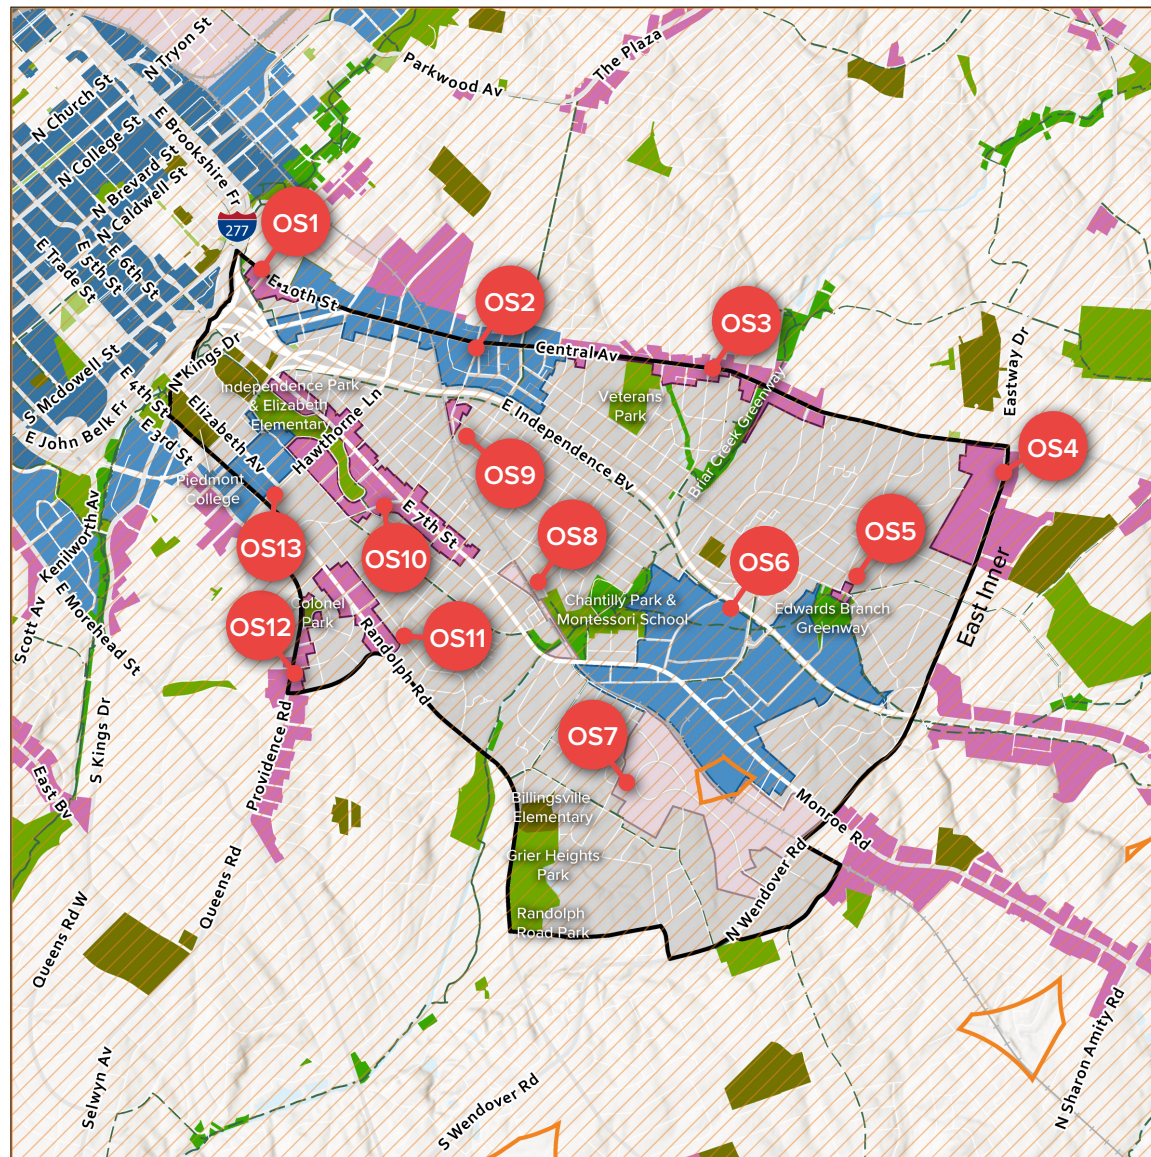 N Tryon St
Parkwood Av
The Plaza
N Church St
N College St
E Brookshire Fr
N Brevard St
N Caldwell St
E Trade St
E 5th St
E 6th St
277
OS1
E 10th St
OS2
Central Av
OS3
Eastway Dr
S Mcdowell St
E John Belk Fr
E 4th St
N Kings Dr
E 3rd St
Elizabeth Av
Independence Park
& Elizabeth
Elementary
Hawthorne Ln
E Independence Bv
Veterans
Park
Briar Creek Greenway
OS4
OS9
Piedmont
College
E 7th St
OS13
OS10
OS8
OS6
OS5
Kenilworth Av
Scott Av
E Morehead St
OS12
Colonel
Park
OS11
Chantilly Park &
Montessori School
Edwards Branch
Greenway
East Inner
Randolph Rd
S Kings Dr
Providence Rd
OS7
East Bv
Billingsville
Elementary
Monroe Rd
Queens Rd
Grier Heights
Park
N Wendover Rd
Queens Rd W
Randolph
Road Park
N Sharon Amity Rd
Selwyn Av
S Wendover Rd